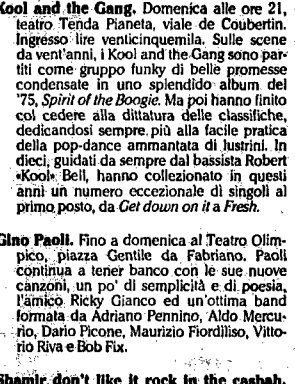 Kool and the Gang. Domenica alle ore 21,
teatro Tenda Pianeta, viale de Coubertin.
Ingresso lire venticinquemila. Sulle scene
da vent'anni, i Kool and the Gang sono par-
titi come gruppo funky di belle promesse
condensate in uno splendido album del
'75, Spirit of the Boogie. Ma poi hanno finito
col cedere alla dittatura delle classifiche,
dedicandosi sempre più alla facile pratica
della pop-dance ammantata di lustrini. In
dieci, guidati da sempre dal bassista Robert
«Kool» Bell, hanno collezionato in questi
anni un numero eccezionale di singoli al
primo posto, da Get down on it a Fresh.
Gino Paoli. Fino a domenica al Teatro Olim-
pico, piazza Gentile da Fabriano. Paoli
continua a tener banco con le sue nuove
canzoni, un po' di semplicità e di poesia,
l'amico Ricky Gianco ed un'ottima band
formata da Adriano Pennino, Aldo Mercu-
rio, Dario Picone, Maurizio Fiordiliso, Vitto-
rio Riva e Bob Fix.
Shamir don't like it rock in the casbah.